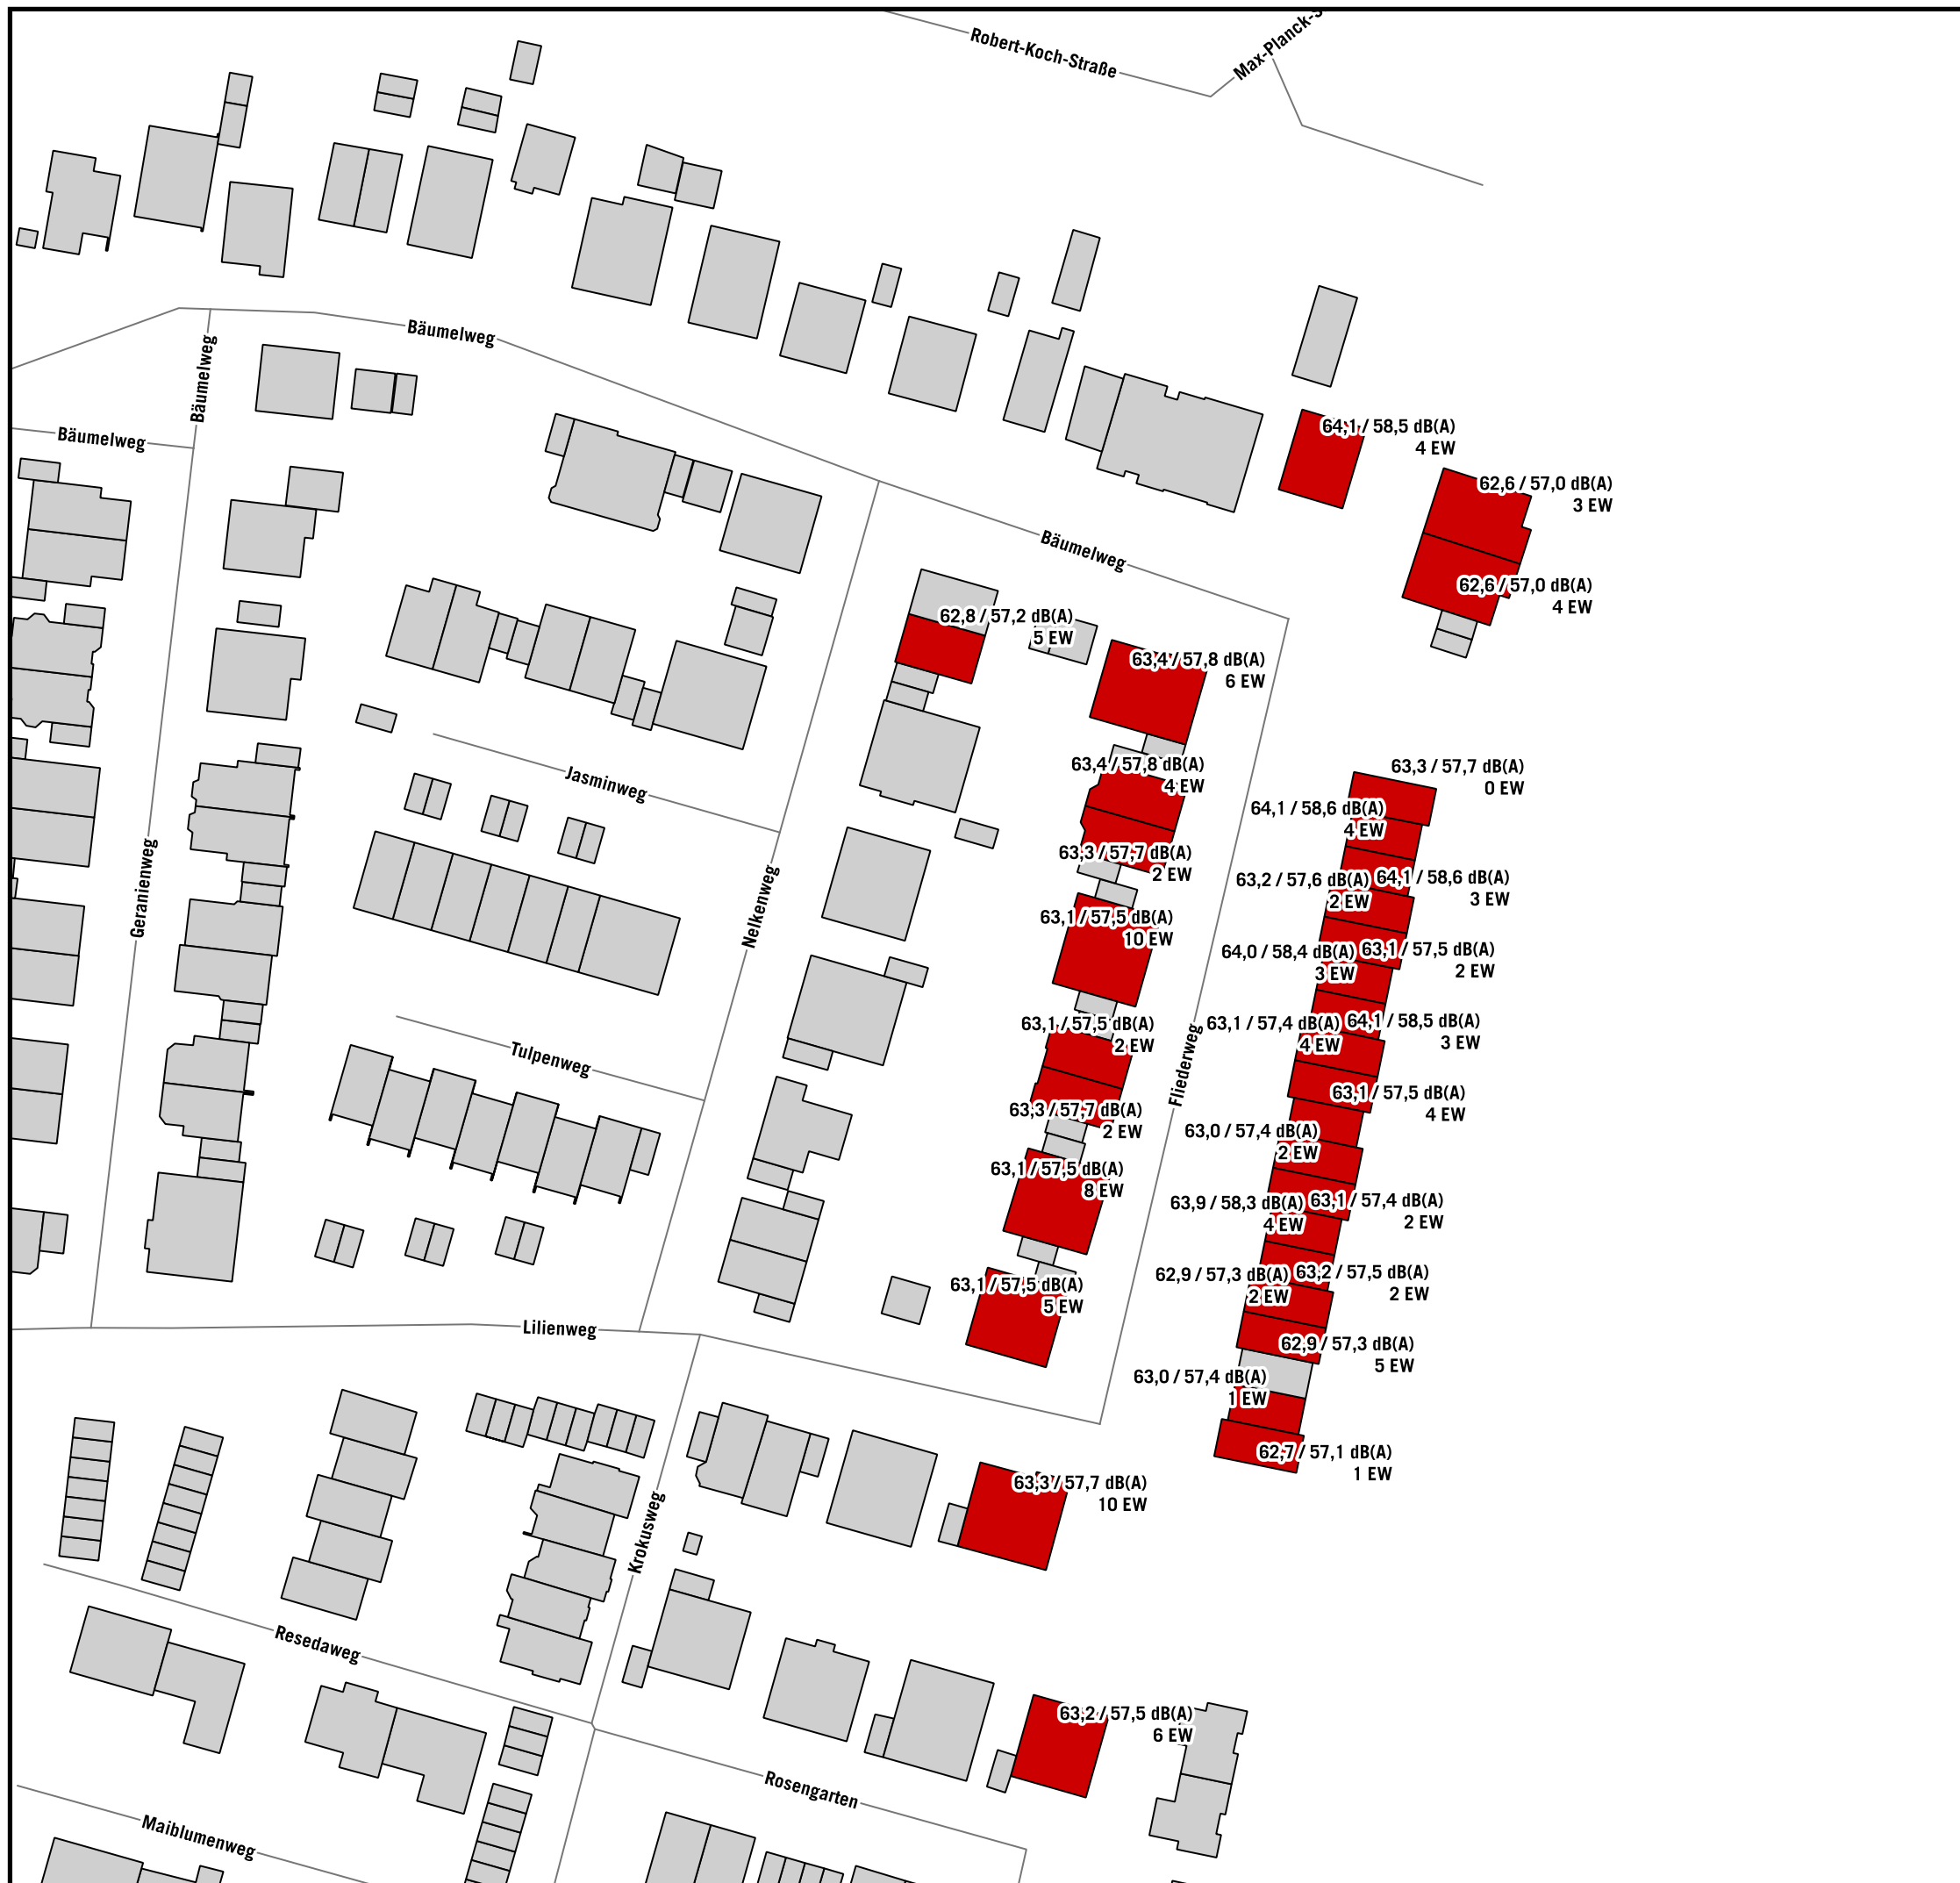 Robert-Koch-Straße
Max-Planck-S
Bäumelweg
Bäumelweg
Bäumelweg
64,1 / 58,5 dB(A)
4 EW
62,6 / 57,0 dB(A)
3 EW
Bäumelweg
62,6 / 57,0 dB(A)
4 EW
62,8 / 57,2 dB(A)
5 EW
63,4 / 57,8 dB(A)
6 EW
Jasminweg
63,4 / 57,8 dB(A)
4 EW
63,3 / 57,7 dB(A)
0 EW
64,1 / 58,6 dB(A)
4 EW
Geranienweg
Nelkenweg
63,3 / 57,7 dB(A)
2 EW
63,2 / 57,6 dB(A)
2 EW
64,1 / 58,6 dB(A)
3 EW
63,1 / 57,5 dB(A)
10 EW
64,0 / 58,4 dB(A)
3 EW
63,1 / 57,5 dB(A)
2 EW
Tulpenweg
63,1 / 57,5 dB(A)
2 EW
Fliederweg
63,1 / 57,4 dB(A)
4 EW
64,1 / 58,5 dB(A)
3 EW
63,3 / 57,7 dB(A)
2 EW
63,1 / 57,5 dB(A)
4 EW
63,0 / 57,4 dB(A)
2 EW
63,1 / 57,5 dB(A)
8 EW
63,9 / 58,3 dB(A)
4 EW
63,1 / 57,4 dB(A)
2 EW
63,1 / 57,5 dB(A)
5 EW
62,9 / 57,3 dB(A)
2 EW
63,2 / 57,5 dB(A)
2 EW
Lilienweg
62,9 / 57,3 dB(A)
5 EW
63,0 / 57,4 dB(A)
1 EW
62,7 / 57,1 dB(A)
1 EW
Krokusweg
63,3 / 57,7 dB(A)
10 EW
Resedaweg
63,2 / 57,5 dB(A)
6 EW
Rosengarten
Maiblumenweg